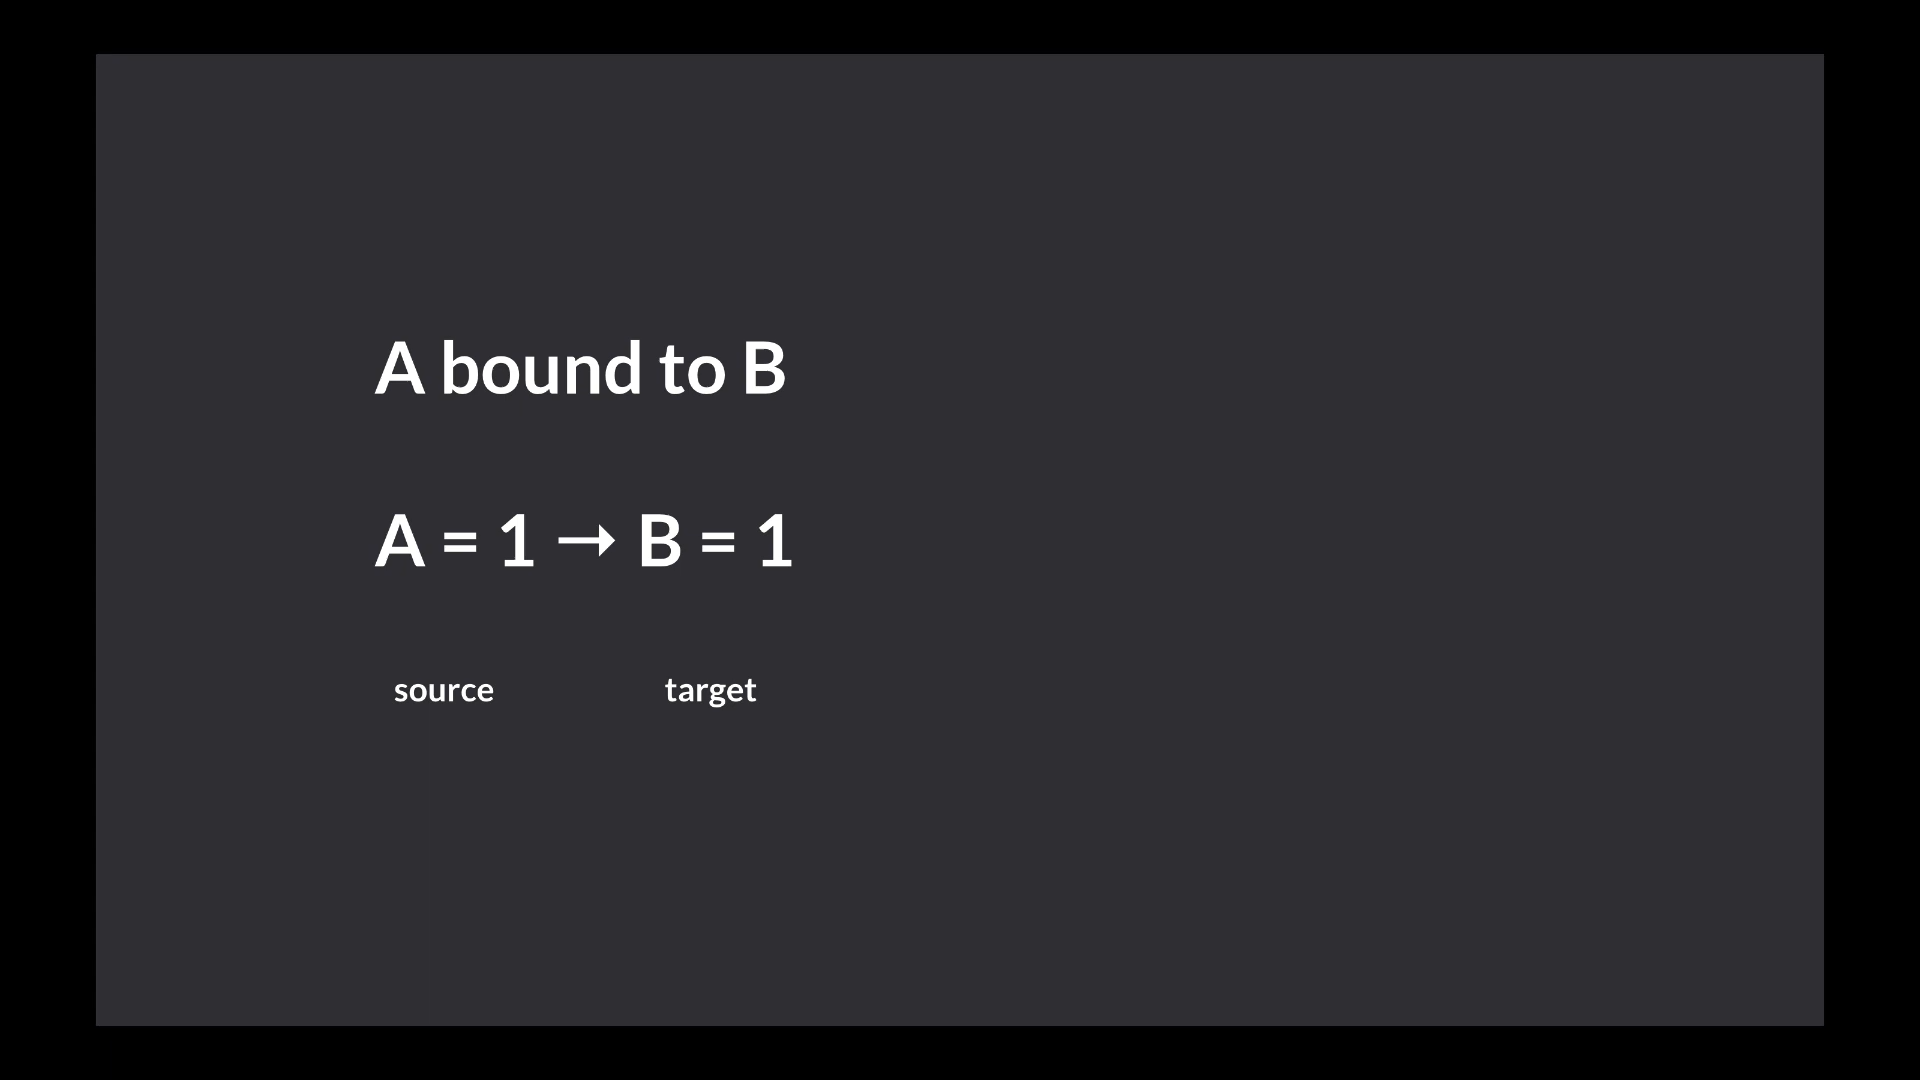 A bound to B
A = 1 → B = 1
source target